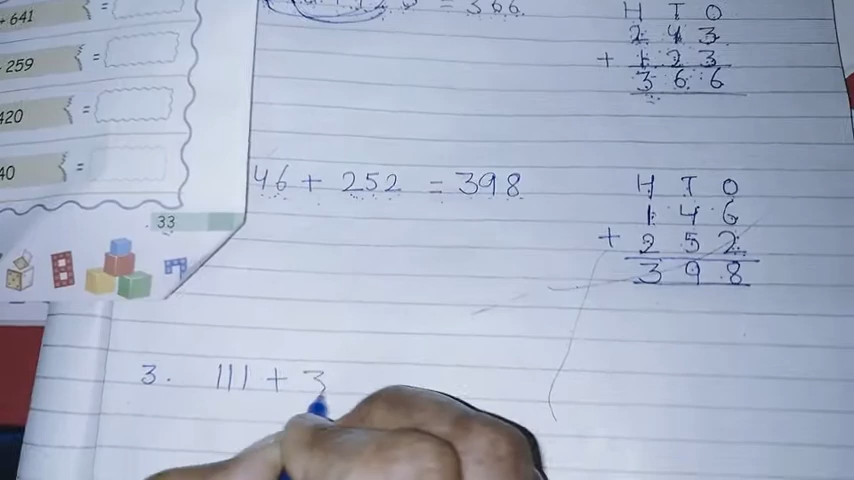 + 641 =
= 366
H T O
2 4 3
+ 1 2 3
3 6 6
259 =
420 =
40 =
46 + 252 = 398
H T O
1 4 6
+ 2 5 2
3 9 8
33
3. 111 + 3